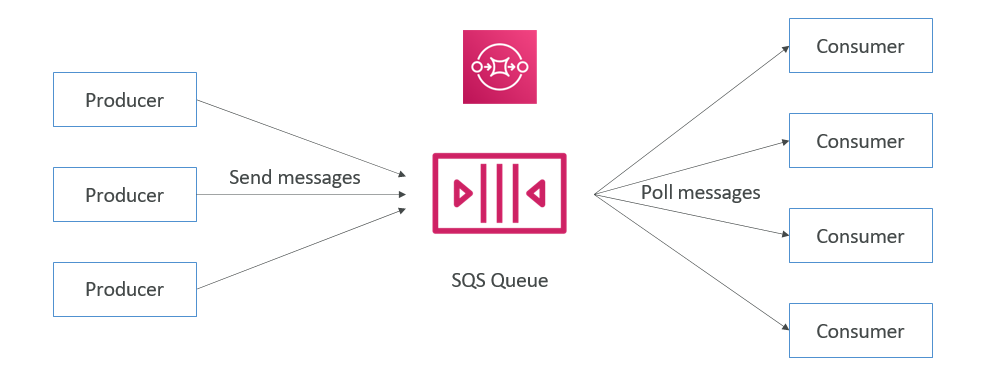 Producer
Producer
Producer
Send messages
SQS Queue
Poll messages
Consumer
Consumer
Consumer
Consumer